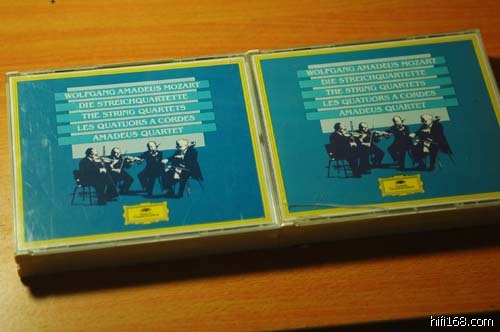 WOLFGANG AMADEUS MOZART
DIE STREICHQUARTETTE
THE STRING QUARTETS
LES QUATUORS A CORDES
AMADEUS QUARTET
WOLFGANG AMADEUS MOZART
DIE STREICHQUARTETTE
THE STRING QUARTETS
LES QUATUORS A CORDES
AMADEUS QUARTET
hifi168.com